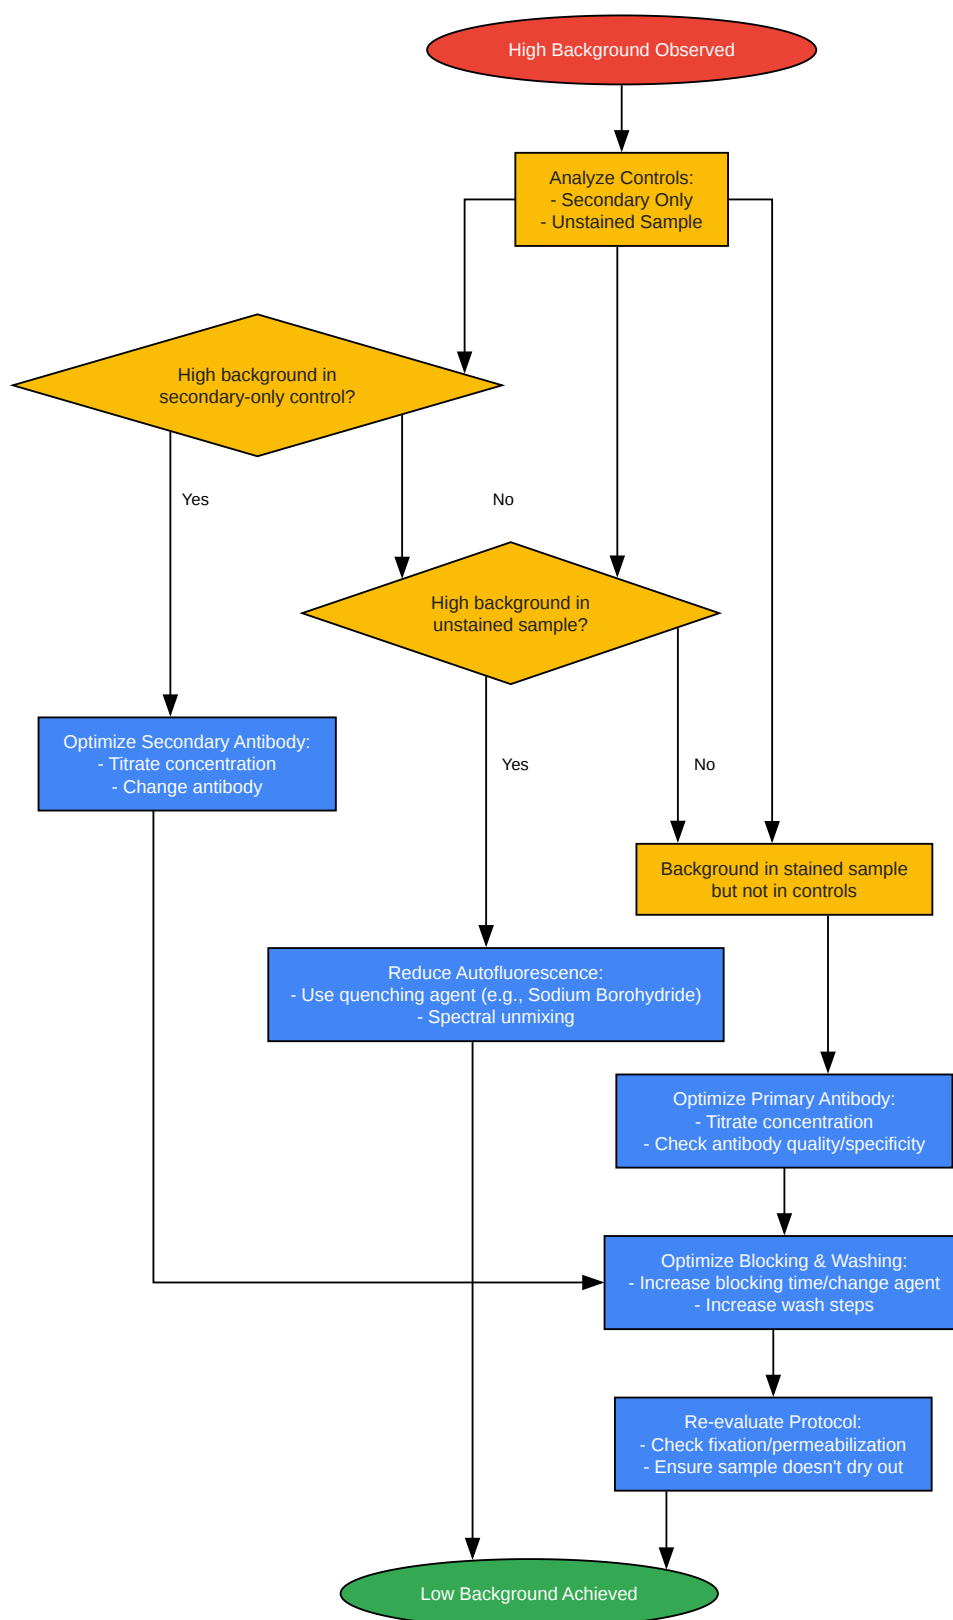 High Background Observed
Analyze Controls:
- Secondary Only
- Unstained Sample
High background in
secondary-only control?
Yes
No
High background in
unstained sample?
Optimize Secondary Antibody:
- Titrate concentration
- Change antibody
Yes
No
Background in stained sample
but not in controls
Reduce Autofluorescence:
- Use quenching agent (e.g., Sodium Borohydride)
- Spectral unmixing
Optimize Primary Antibody:
- Titrate concentration
- Check antibody quality/specificity
Optimize Blocking & Washing:
- Increase blocking time/change agent
- Increase wash steps
Re-evaluate Protocol:
- Check fixation/permeabilization
- Ensure sample doesn't dry out
Low Background Achieved